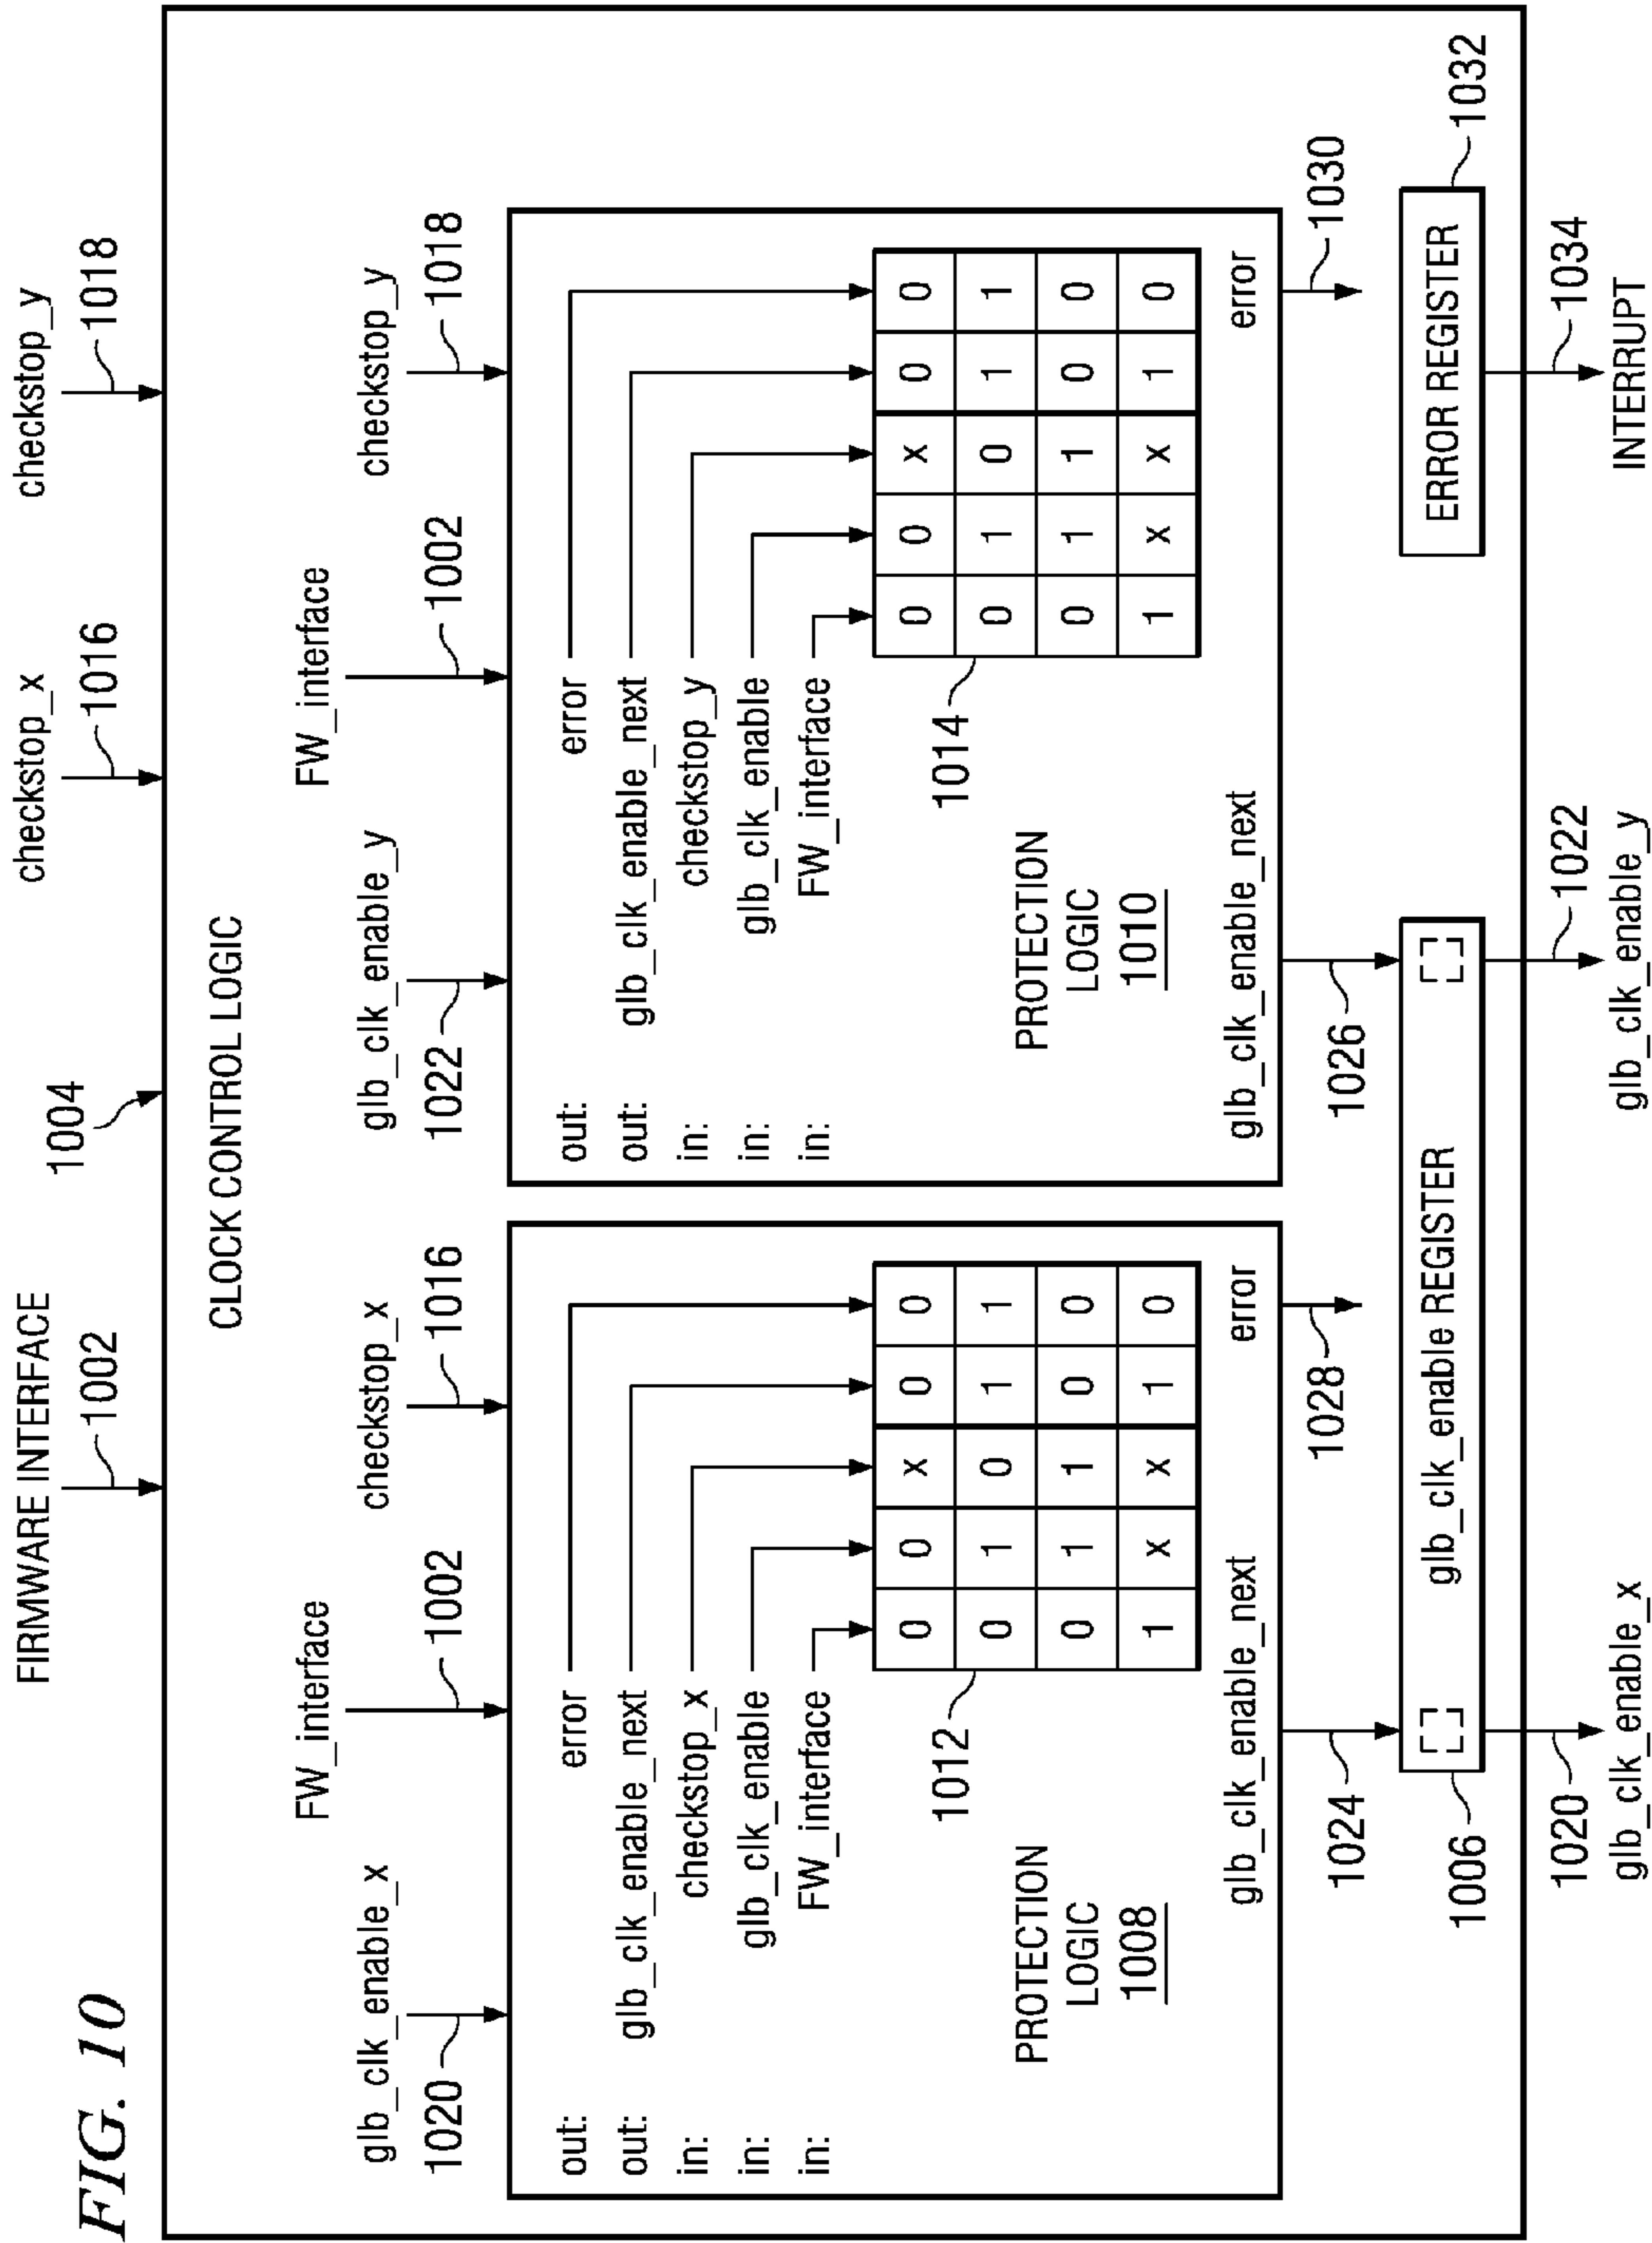 FIG. 10
FIRMWARE INTERFACE
checkstop_x
checkstop_y
1002
1004
1016
1018
CLOCK CONTROL LOGIC
FW_interface
FW_interface
glb_clk_enable_x
1002
checkstop_x
glb_clk_enable_y
1002
checkstop_y
1020
1016
1022
1018
out: error
out: glb_clk_enable_next
in: checkstop_x
in: glb_clk_enable
in: FW_interface
0 0 x 0 0
0 1 0 1 1
0 1 1 0 0
1 x x 1 0
1012
PROTECTION
LOGIC
1008
glb_clk_enable_next
error
out: error
out: glb_clk_enable_next
in: checkstop_y
in: glb_clk_enable
in: FW_interface
0 0 x 0 0
0 1 0 1 1
0 1 1 0 0
1 x x 1 0
1014
PROTECTION
LOGIC
1010
glb_clk_enable_next
error
1024
1028
1026
1030
glb_clk_enable REGISTER
ERROR REGISTER
1006
1032
1020
1022
1034
glb_clk_enable_x
glb_clk_enable_y
INTERRUPT